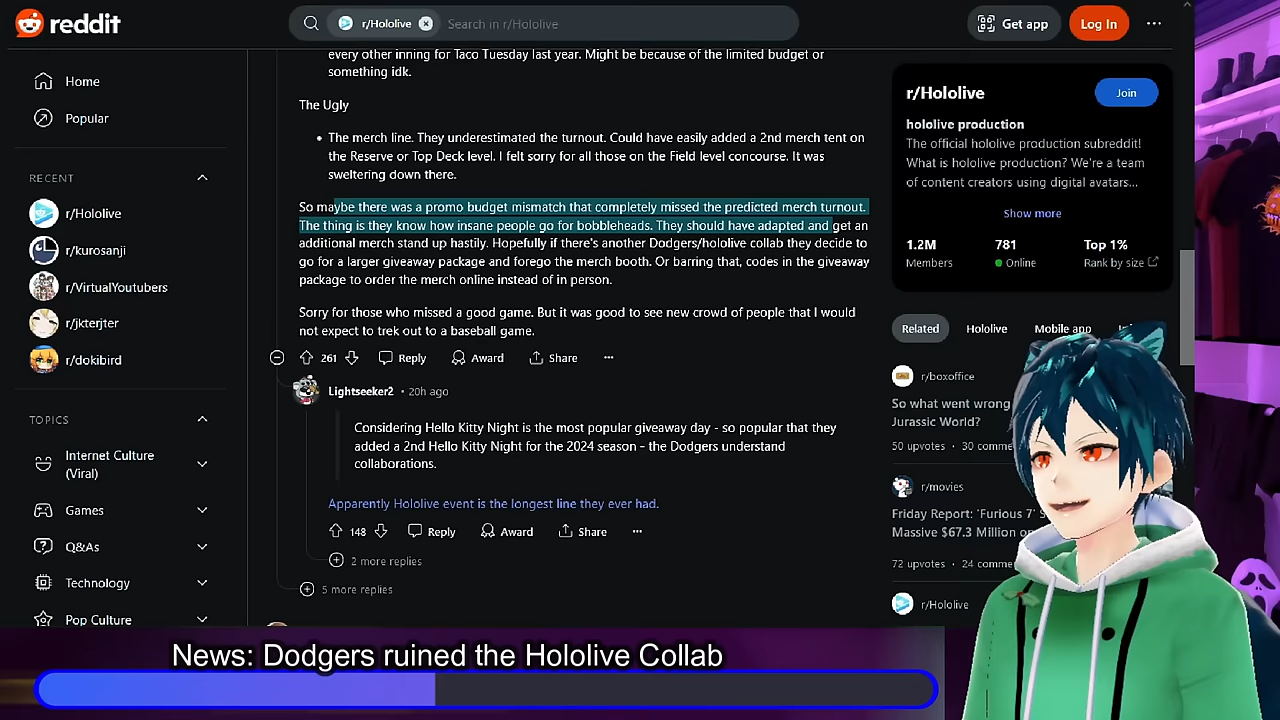 reddit
r/Hololive
Search in r/Hololive
Get app
Log In
Home
Popular
RECENT
r/Hololive
r/kurosanji
r/VirtualYoutubers
r/jkterjter
r/dokibird
TOPICS
Internet Culture
(Viral)
Games
Q&As
Technology
Pop Culture
every other inning for Taco Tuesday last year. Might be because of the limited budget or
something idk.
The Ugly
• The merch line. They underestimated the turnout. Could have easily added a 2nd merch tent on
the Reserve or Top Deck level. I felt sorry for all those on the Field level concourse. It was
sweltering down there.
So maybe there was a promo budget mismatch that completely missed the predicted merch turnout.
The thing is they know how insane people go for bobbleheads. They should have adapted and get an
additional merch stand up hastily. Hopefully if there's another Dodgers/hololive collab they decide to
go for a larger giveaway package and forego the merch booth. Or barring that, codes in the giveaway
package to order the merch online instead of in person.
Sorry for those who missed a good game. But it was good to see new crowd of people that I would
not expect to trek out to a baseball game.
261
Reply
Award
Share
Lightseeker2 • 20h ago
Considering Hello Kitty Night is the most popular giveaway day - so popular that they
added a 2nd Hello Kitty Night for the 2024 season - the Dodgers understand
collaborations.
Apparently Hololive event is the longest line they ever had.
148
Reply
Award
Share
2 more replies
5 more replies
r/Hololive
Join
hololive production
The official hololive production subreddit!
What is hololive production? We're a team
of content creators using digital avatars...
Show more
1.2M
781
Top 1%
Members
Online
Rank by size
Related
Hololive
Mobile app
r/boxoffice
So what went wrong
Jurassic World?
50 upvotes · 30 comme
r/movies
Friday Report: 'Furious 7'
Massive $67.3 Million on
72 upvotes · 24 comme
r/Hololive
News: Dodgers ruined the Hololive Collab